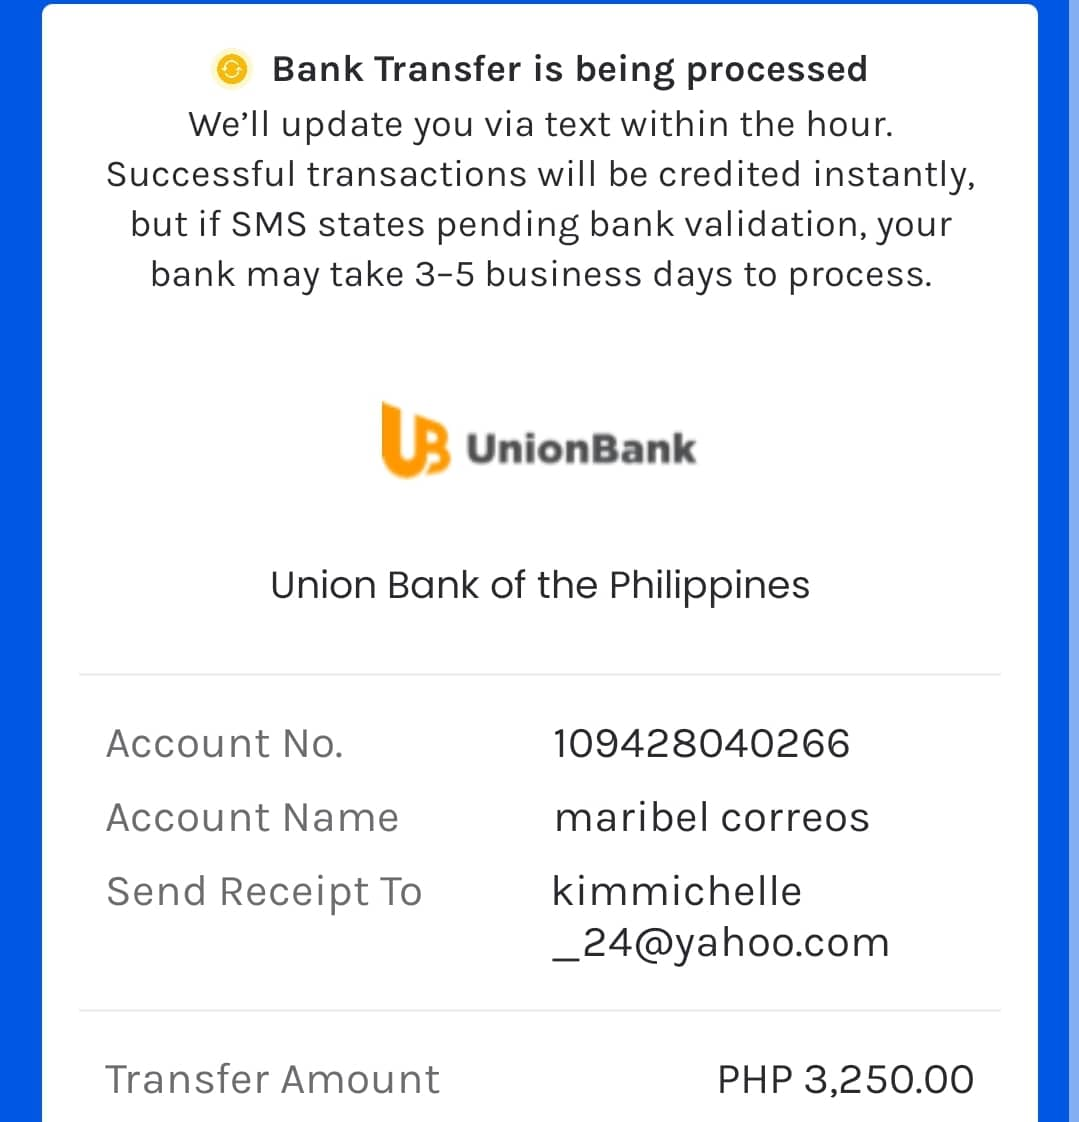 Bank Transfer is being processed
We’ll update you via text within the hour.
Successful transactions will be credited instantly,
but if SMS states pending bank validation, your
bank may take 3–5 business days to process.
UB UnionBank
Union Bank of the Philippines
Account No. 109428040266
Account Name maribel correos
Send Receipt To kimmichelle
_24@yahoo.com
Transfer Amount PHP 3,250.00